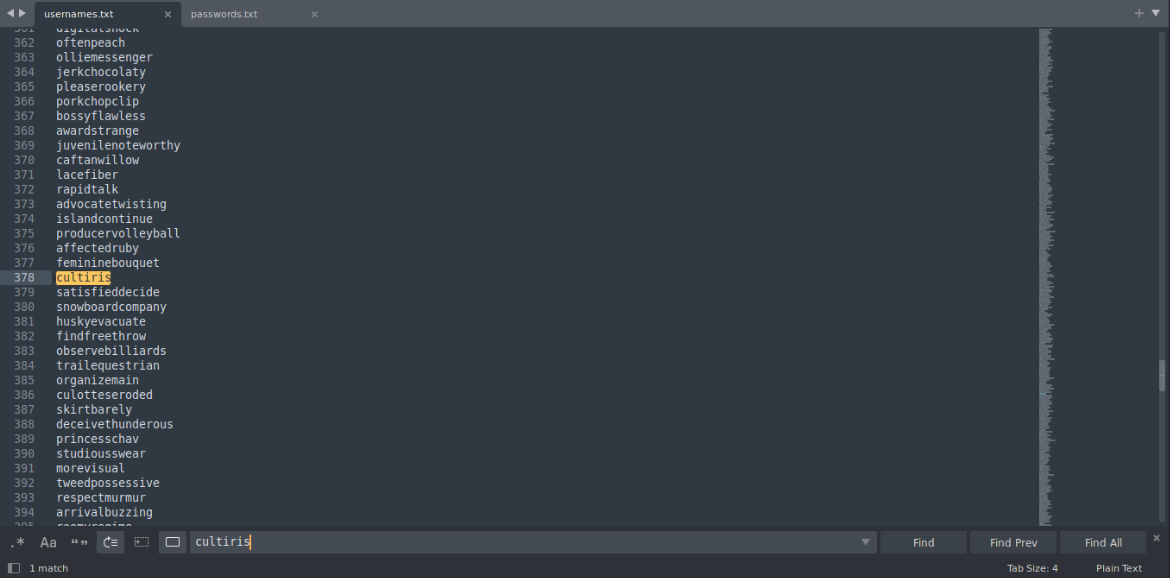 usernames.txt × passwords.txt × +
361 digitalshock
362 oftenpeach
363 olliemessenger
364 jerkchocolaty
365 pleaserookery
366 porkchopclip
367 bossyflawless
368 awardstrange
369 juvenilenoteworthy
370 caftanwillow
371 lacefiber
372 rapidtalk
373 advocatetwisting
374 islandcontinue
375 producervolleyball
376 affectedruby
377 femininebouquet
378 cultiris
379 satisfieddecide
380 snowboardcompany
381 huskyevacuate
382 findfreethrow
383 observebilliards
384 trailequestrian
385 organizemain
386 culotteseroded
387 skirtbarely
388 deceivethunderous
389 princesschav
390 studiousswear
391 morevisual
392 tweedpossessive
393 respectmurmur
394 arrivalbuzzing
395
.* Aa “” cultiris Find Find Prev Find All ×
1 match Tab Size: 4 Plain Text